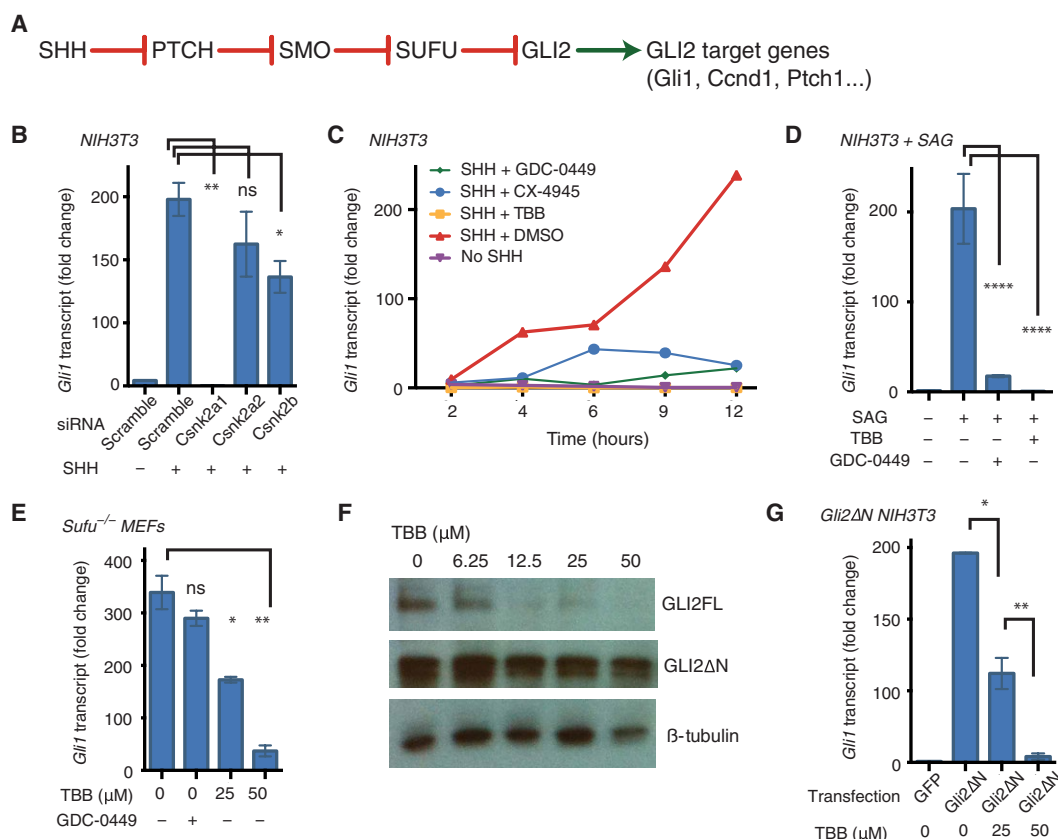 A
SHH PTCH SMO SUFU GLI2 GLI2 target genes
(Gli1, Ccnd1, Ptch1...)
B
NIH3T3
** ns *
Gli1 transcript (fold change)
200
100
0
siRNA
Scramble Scramble Csnk2a1 Csnk2a2 Csnk2b
SHH – + + + +
C
NIH3T3
SHH + GDC-0449
SHH + CX-4945
SHH + TBB
SHH + DMSO
No SHH
Gli1 transcript (fold change)
200
100
0
2 4 6 9 12
Time (hours)
D
NIH3T3 + SAG
**** ****
Gli1 transcript (fold change)
200
100
0
SAG – + + +
TBB – – – +
GDC-0449 – – + –
E
Sufu–/– MEFs
ns * **
Gli1 transcript (fold change)
400
300
200
100
0
TBB (µM) 0 0 25 50
GDC-0449 – + – –
F
TBB (µM)
0 6.25 12.5 25 50
GLI2FL
GLI2ΔN
ß-tubulin
G
Gli2ΔN NIH3T3
* **
Gli1 transcript (fold change)
200
100
0
Transfection GFP Gli2ΔN Gli2ΔN Gli2ΔN
TBB (µM) 0 0 25 50